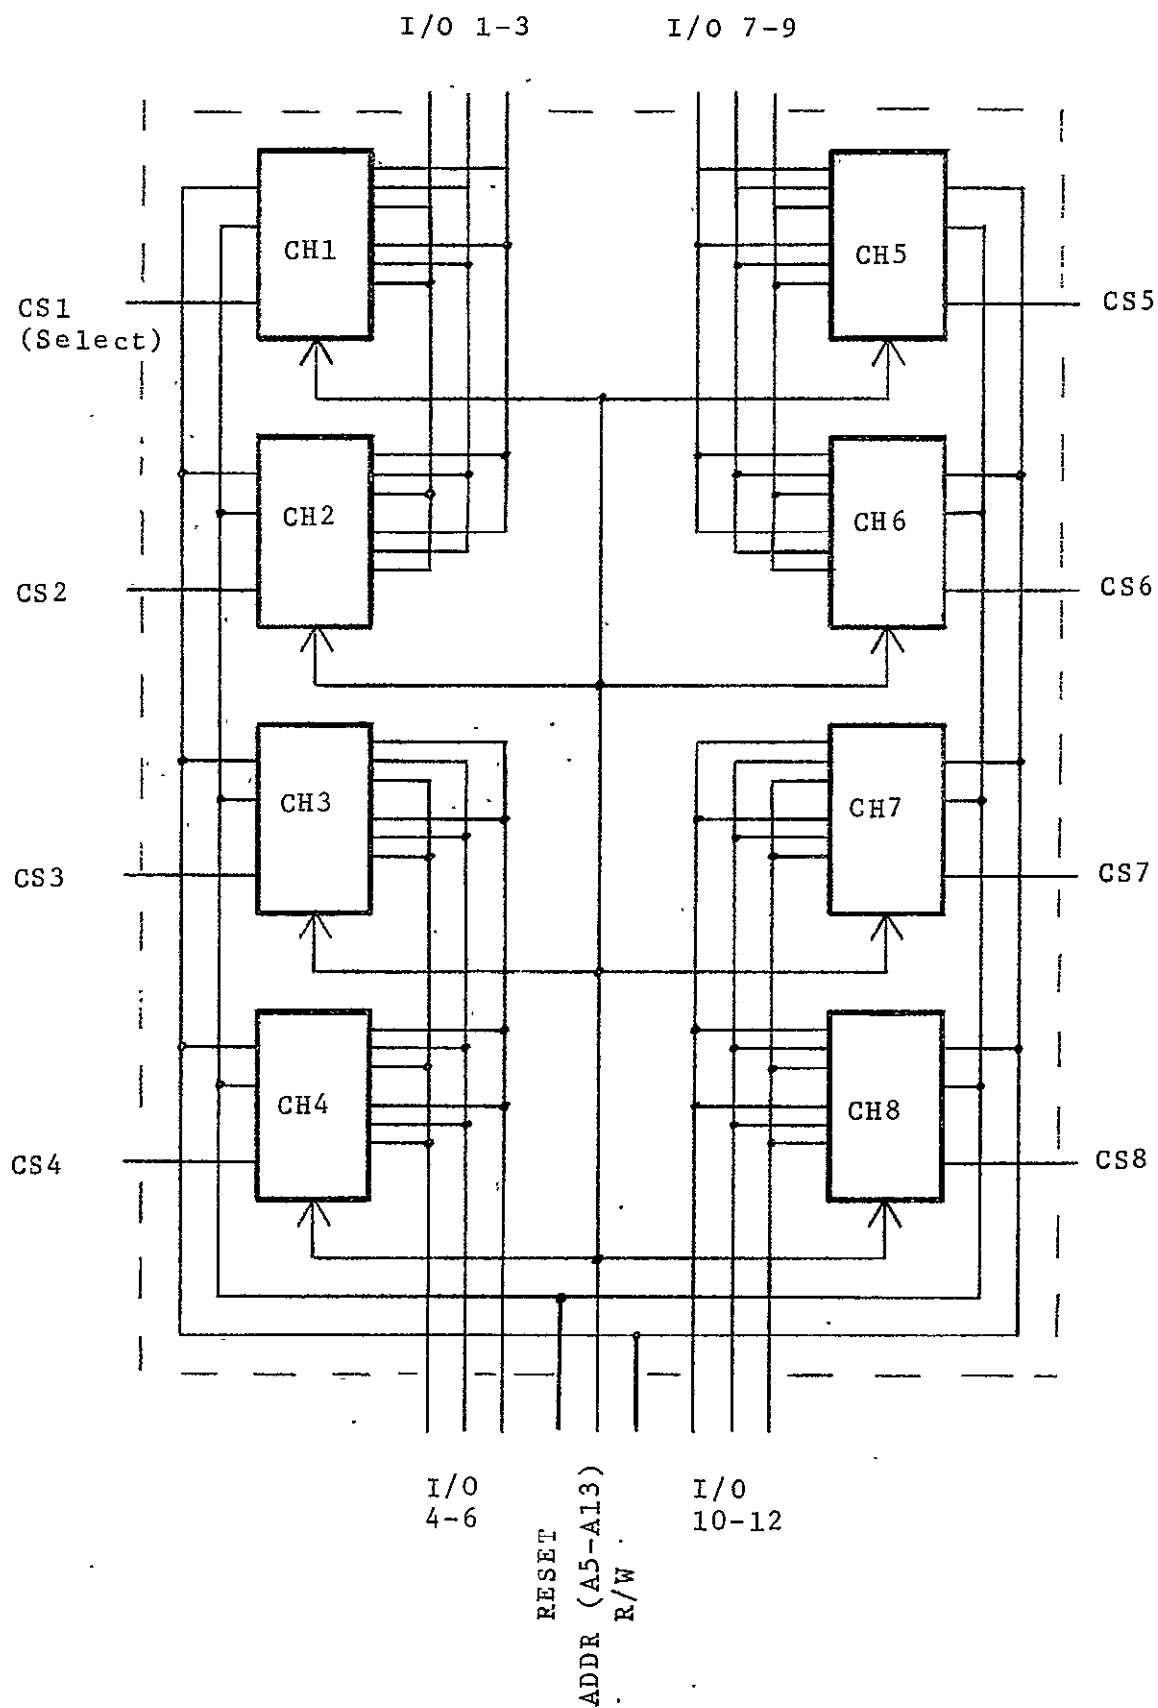 I/O 1-3
I/O 7-9
CH1
CH5
CS1
(Select)
CS5
CH2
CH6
CS2
CS6
CH3
CH7
CS3
CS7
CH4
CH8
CS4
CS8
I/O
4-6
RESET
ADDR (A5-A13)
R/W
I/O
10-12